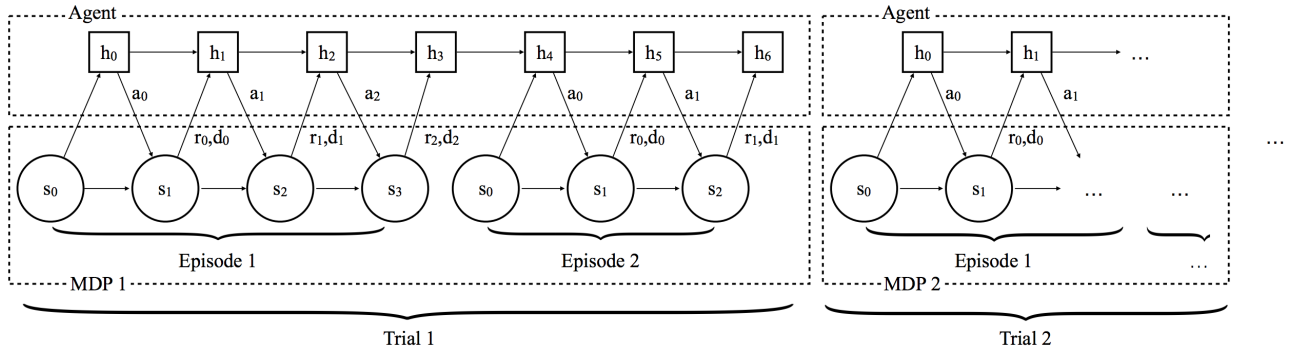 Agent Agent
h0 h1 h2 h3 h4 h5 h6 h0 h1 ...
a0 a1 a2 a0 a1 a0 a1
r0,d0 r1,d1 r2,d2 r0,d0 r1,d1 r0,d0 ...
s0 s1 s2 s3 s0 s1 s2 s0 s1 ... ...
Episode 1 Episode 2 Episode 1 ...
MDP 1 MDP 2
Trial 1 Trial 2